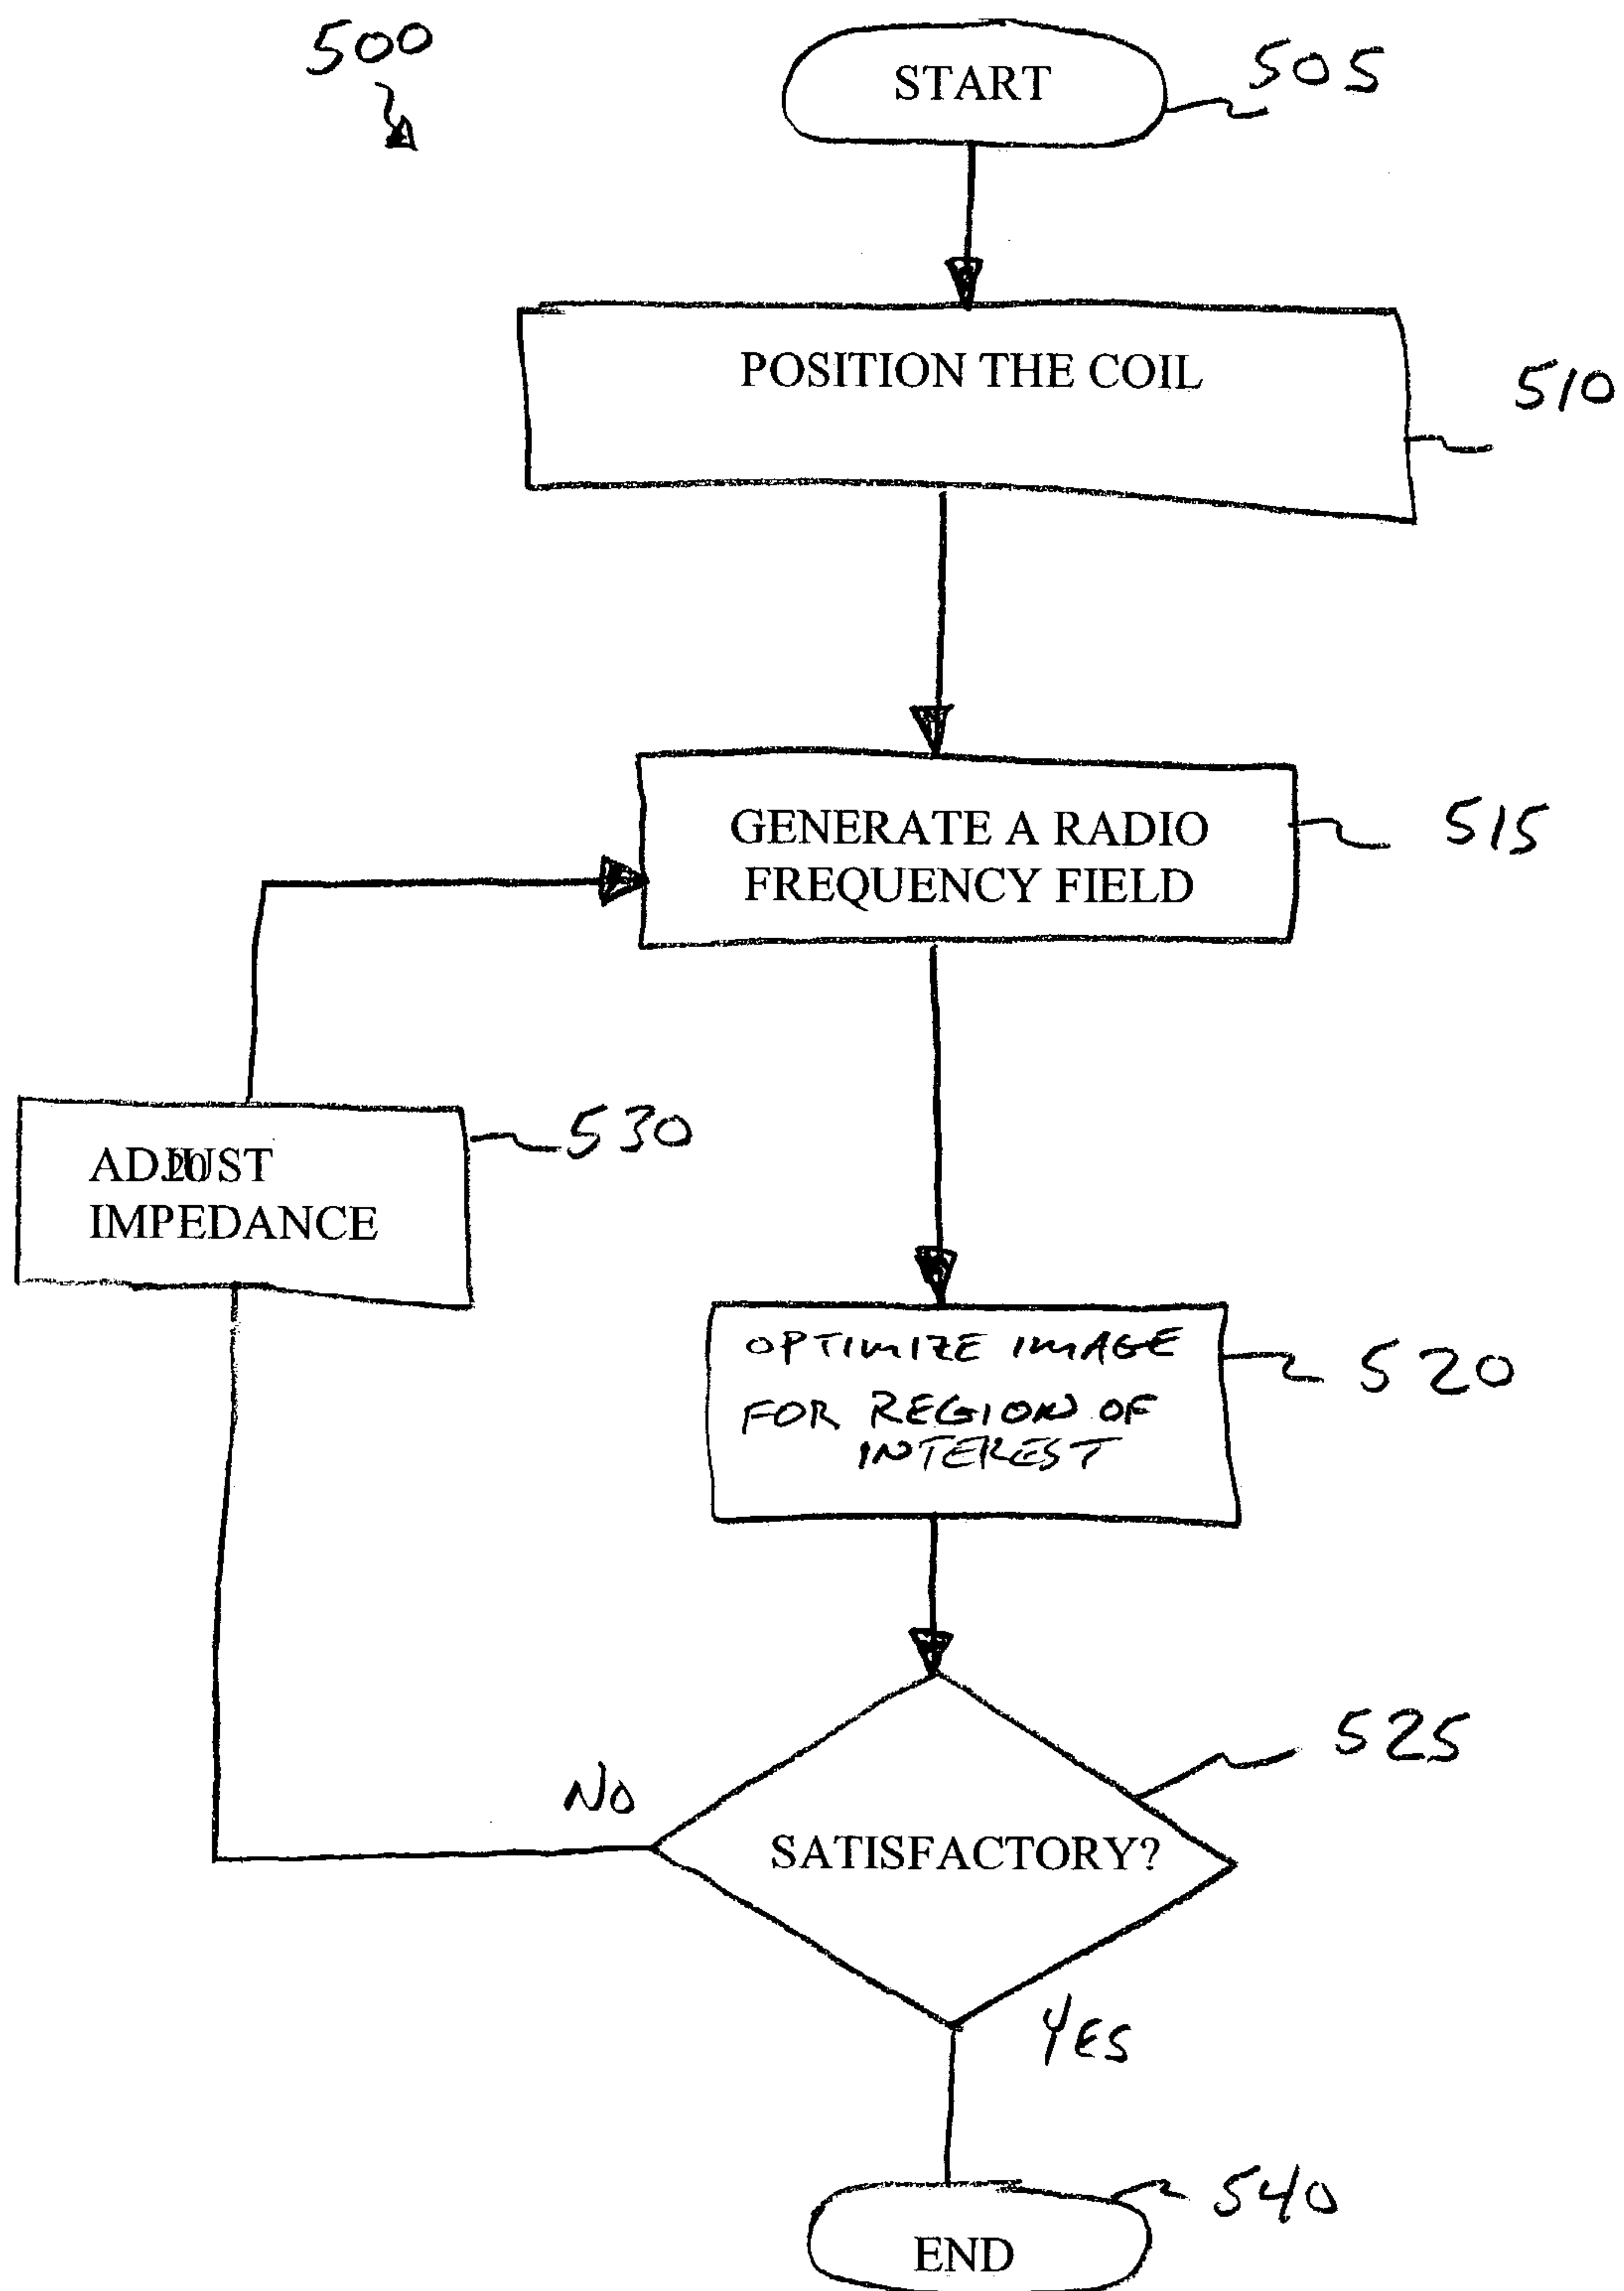 500
START
505
POSITION THE COIL
510
GENERATE A RADIO
FREQUENCY FIELD
515
ADJUST
IMPEDANCE
530
OPTIMIZE IMAGE
FOR REGION OF
INTEREST
520
SATISFACTORY?
525
NO
YES
END
540